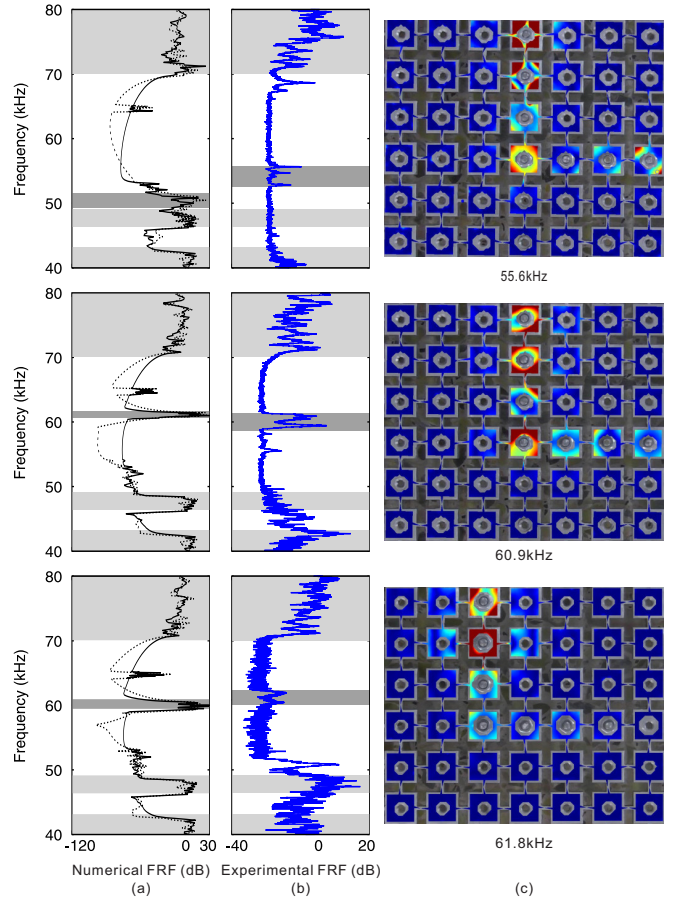 80
70
60
50
40
Frequency (kHz)
55.6kHz
80
70
60
50
40
Frequency (kHz)
60.9kHz
80
70
60
50
40
Frequency (kHz)
61.8kHz
-120 0 30 -40 0 20
Numerical FRF (dB) Experimental FRF (dB)
(a) (b) (c)